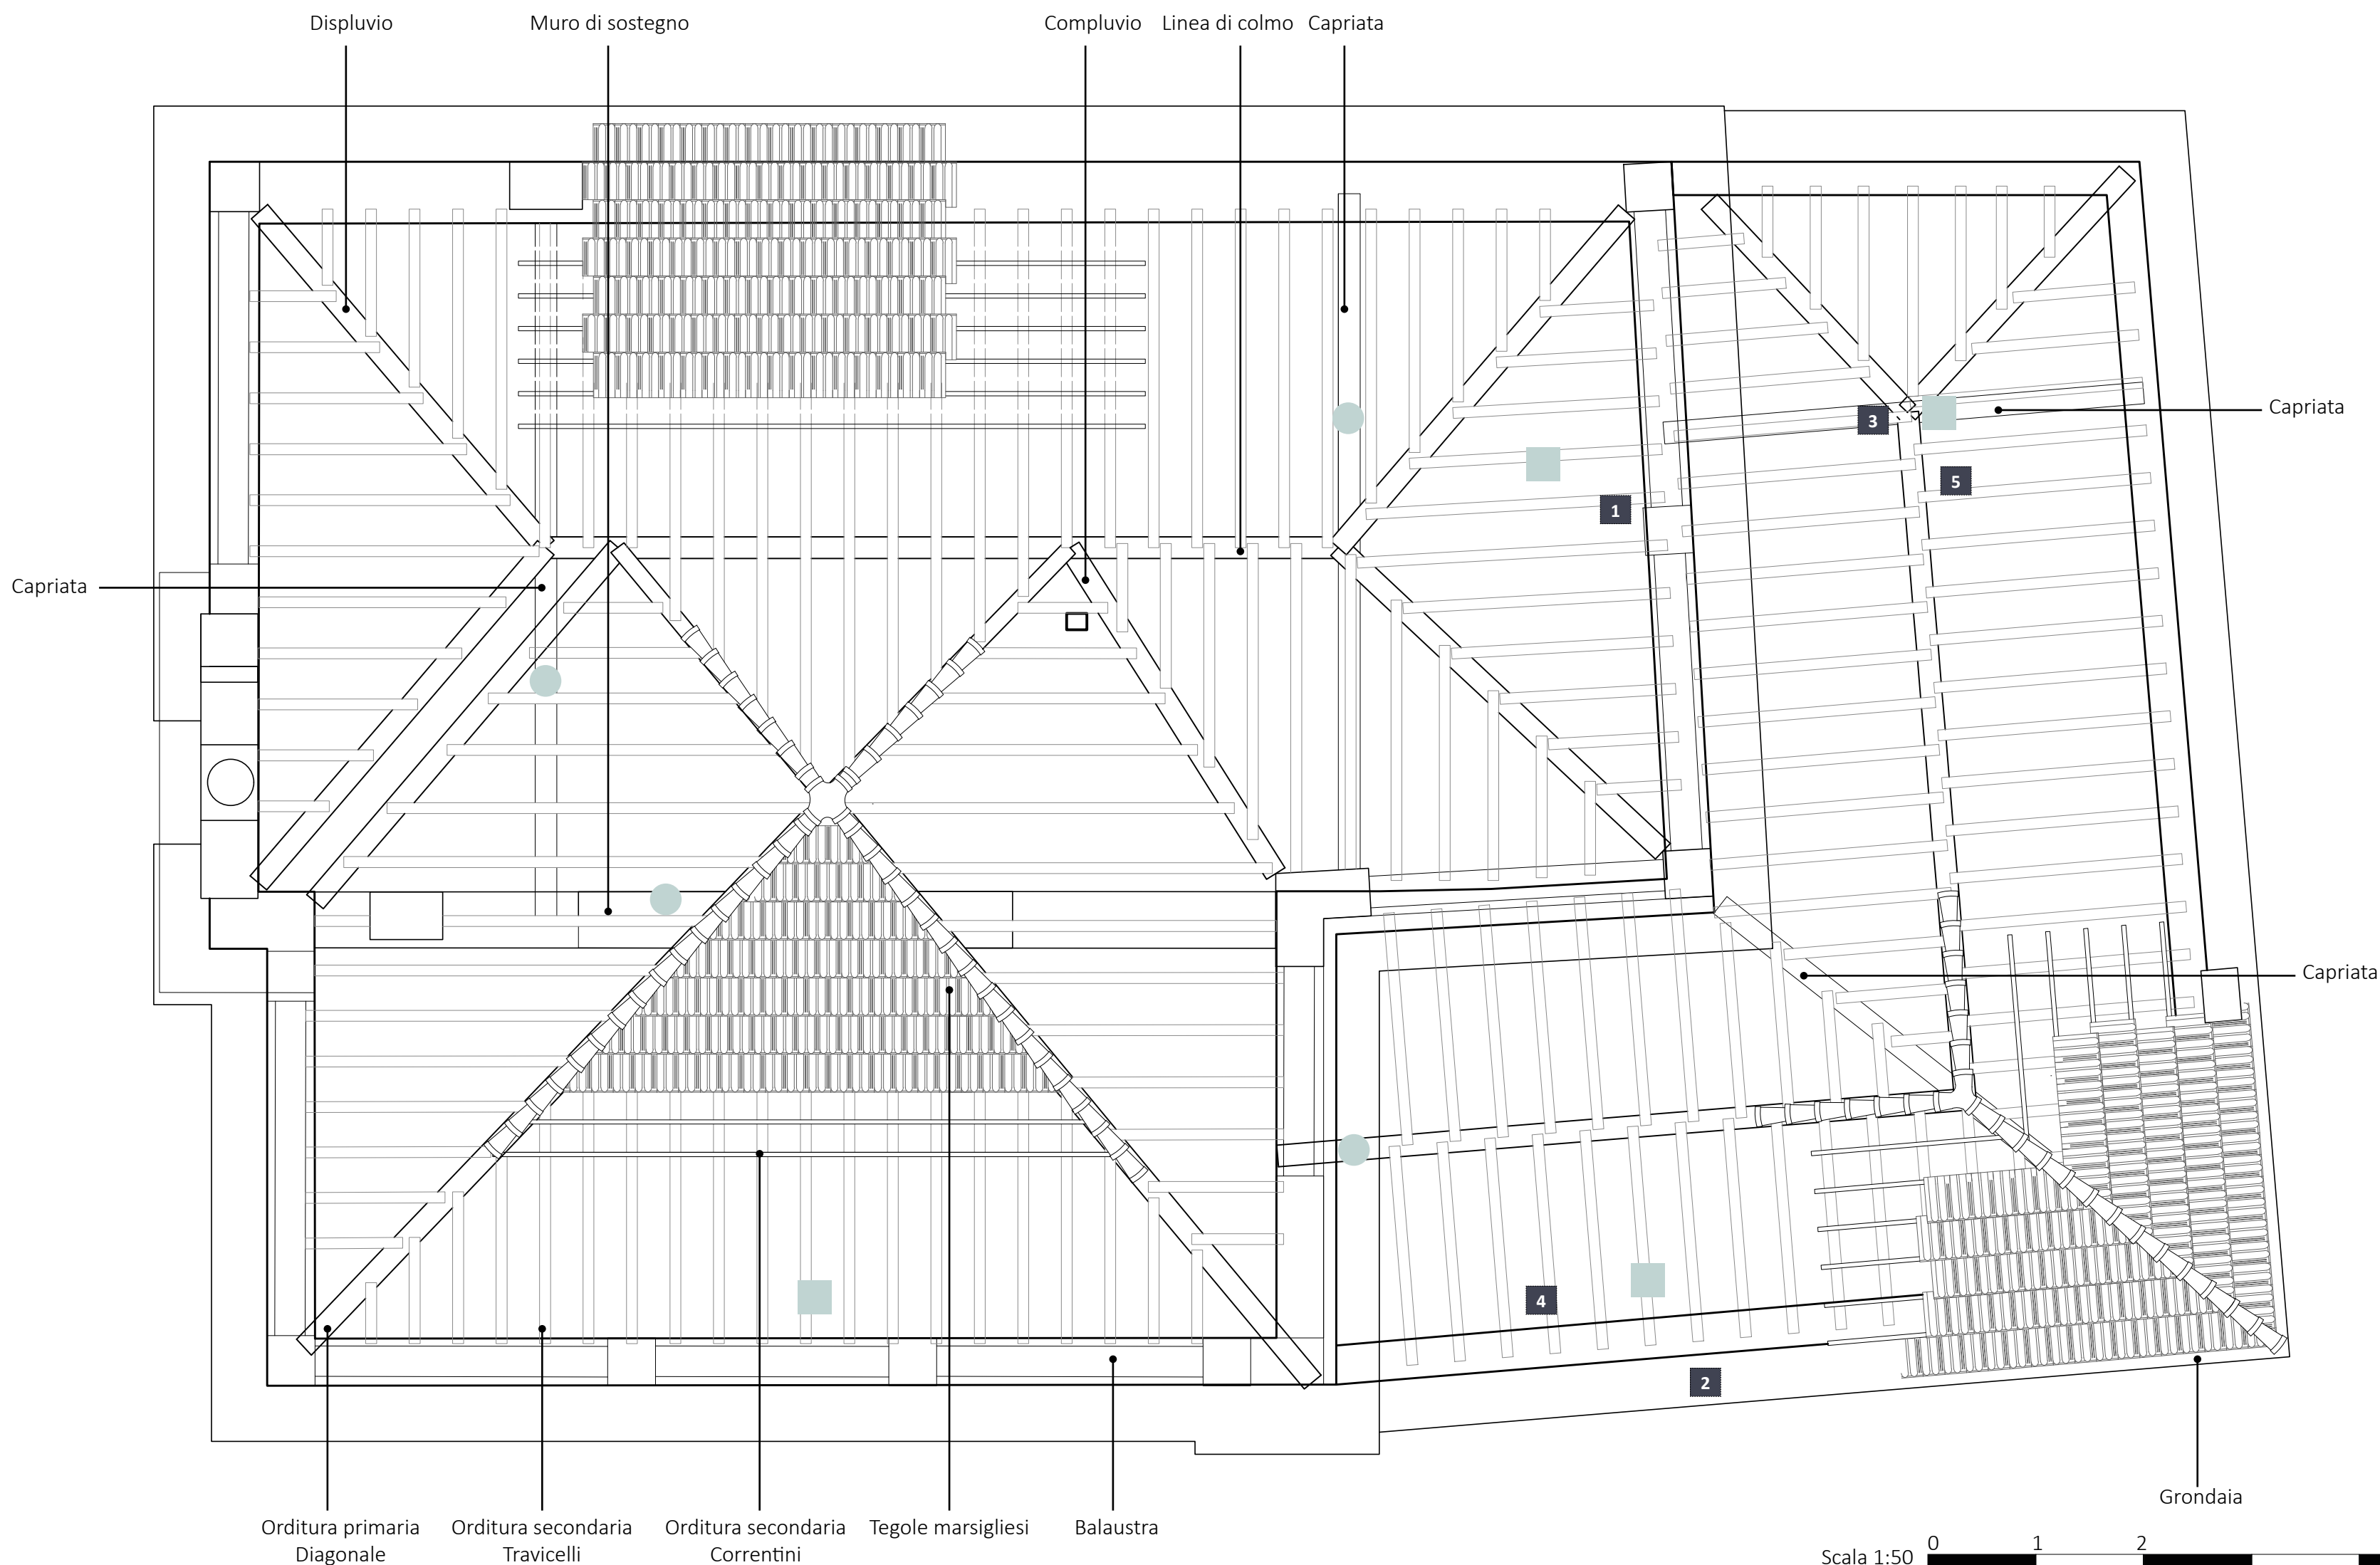 Displuvio
Muro di sostegno
Compluvio
Linea di colmo
Capriata
Capriata
3
5
1
Capriata
Capriata
4
2
Grondaia
Orditura primaria
Diagonale
Orditura secondaria
Travicelli
Orditura secondaria
Correntini
Tegole marsigliesi
Balaustra
Scala 1:50
0
1
2